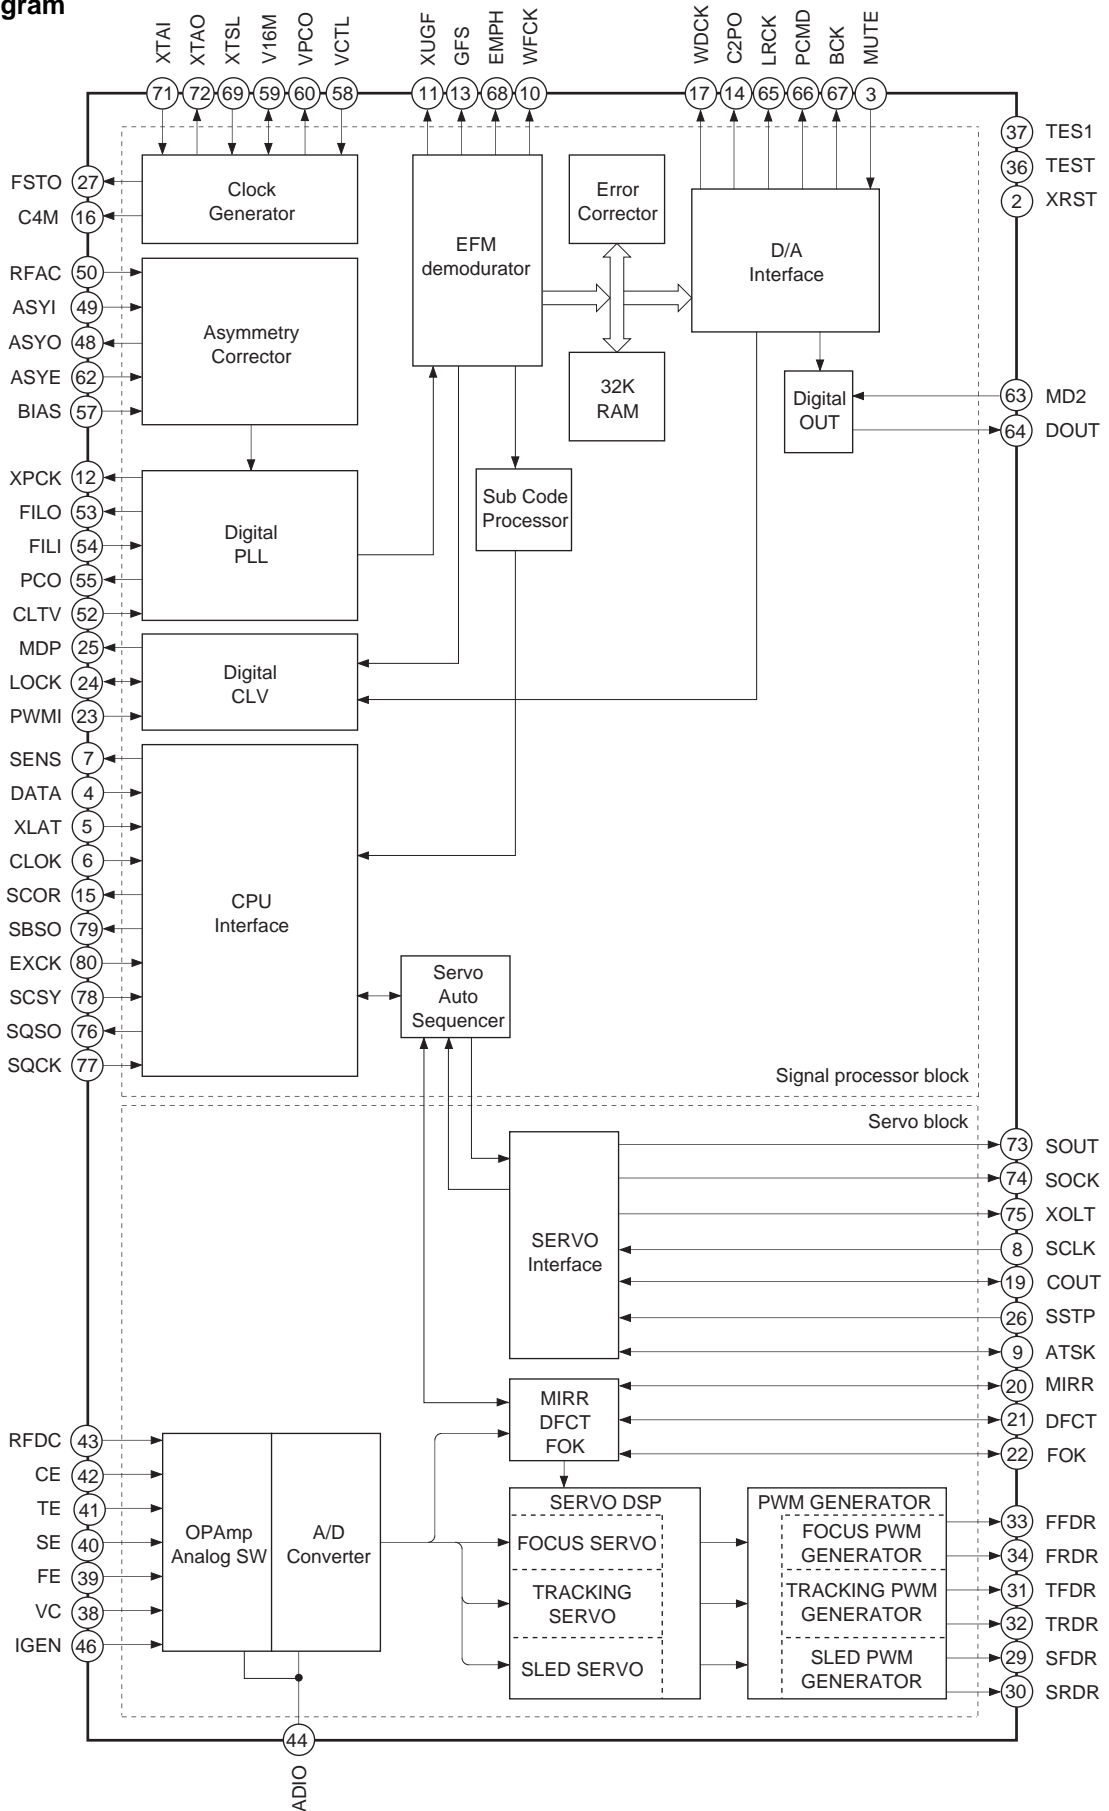 gram
XTAI
XTAO
XTSL
V16M
VPCO
VCTL
XUGF
GFS
EMPH
WFCK
WDCK
C2PO
LRCK
PCMD
BCK
MUTE
71 72 69 59 60 58 11 13 68 10 17 14 65 66 67 3
37 TES1
36 TEST
2 XRST
FSTO 27
C4M 16
Clock
Generator
EFM
demodurator
Error
Corrector
D/A
Interface
RFAC 50
ASYI 49
ASYO 48
ASYE 62
BIAS 57
Asymmetry
Corrector
32K
RAM
Digital
OUT
63 MD2
64 DOUT
XPCK 12
FILO 53
FILI 54
PCO 55
CLTV 52
Digital
PLL
Sub Code
Processor
MDP 25
LOCK 24
PWMI 23
Digital
CLV
SENS 7
DATA 4
XLAT 5
CLOK 6
SCOR 15
SBSO 79
EXCK 80
SCSY 78
SQSO 76
SQCK 77
CPU
Interface
Servo
Auto
Sequencer
Signal processor block
Servo block
SERVO
Interface
73 SOUT
74 SOCK
75 XOLT
8 SCLK
19 COUT
26 SSTP
9 ATSK
MIRR
DFCT
FOK
20 MIRR
21 DFCT
22 FOK
RFDC 43
CE 42
TE 41
SE 40
FE 39
VC 38
IGEN 46
OPAmp
Analog SW
A/D
Converter
SERVO DSP
FOCUS SERVO
TRACKING
SERVO
SLED SERVO
PWM GENERATOR
FOCUS PWM
GENERATOR
TRACKING PWM
GENERATOR
SLED PWM
GENERATOR
33 FFDR
34 FRDR
31 TFDR
32 TRDR
29 SFDR
30 SRDR
44
ADIO